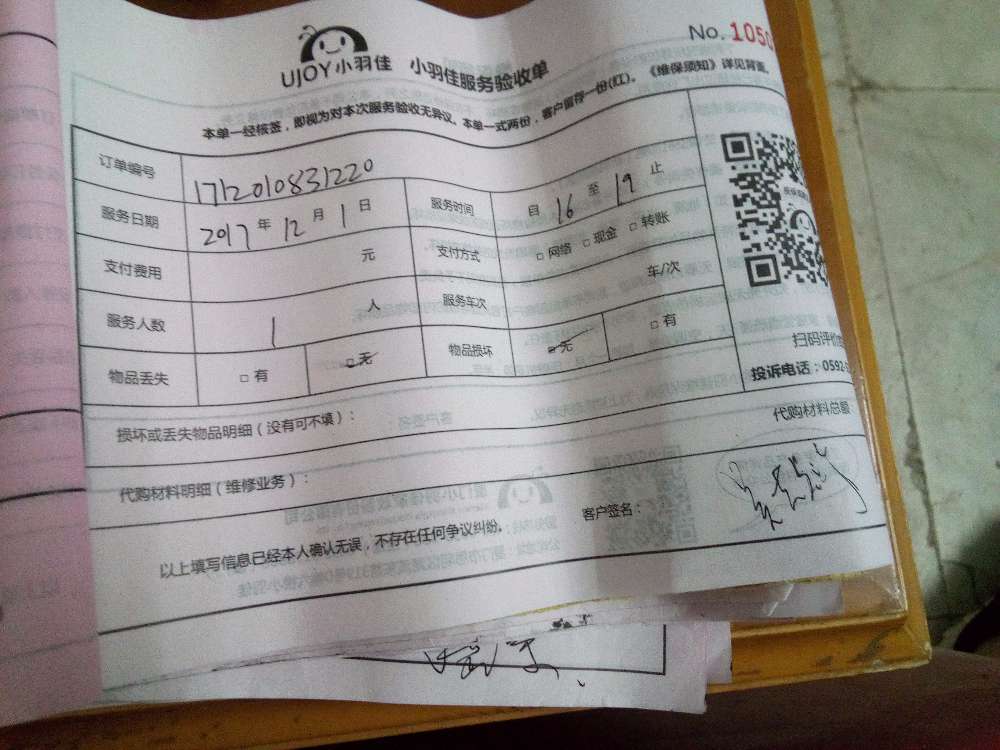 No. 1050
UJOY小羽佳 小羽佳服务验收单
本单一经核签，即视为对本次服务验收无异议。本单一式两份，客户留存一份(红)。《维保须知》详见背面。
订单编号 1712010831220
服务日期 2017 年 12 月 1 日 服务时间 自 16 至 19 止
支付费用 元 支付方式 □ 网络 □ 现金 □ 转账
服务人数 1 人 服务车次 车/次
物品丢失 □ 有 □ 无 物品损坏 □ 无 □ 有
扫码评价
投诉电话：0592-
损坏或丢失物品明细（没有可不填）：
代购材料明细（维修业务）： 代购材料总
以上填写信息已经本人确认无误，不存在任何争议纠纷。 客户签名：